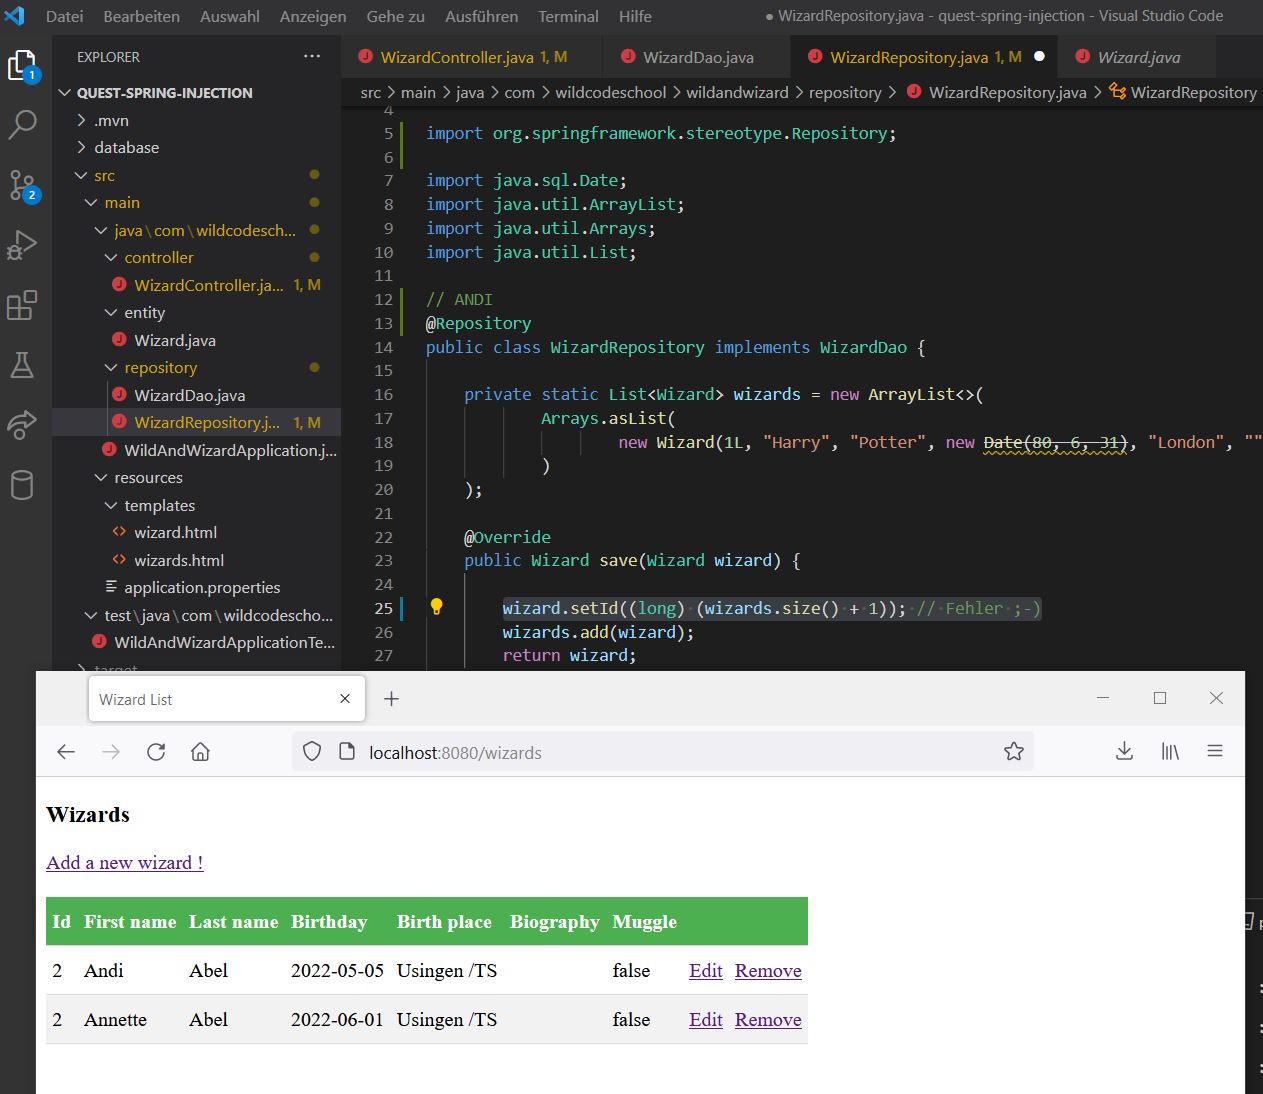 Datei Bearbeiten Auswahl Anzeigen Gehe zu Ausführen Terminal Hilfe ● WizardRepository.java - quest-spring-injection - Visual Studio Code
EXPLORER ···
WizardController.java 1, M WizardDao.java WizardRepository.java 1, M Wizard.java
QUEST-SPRING-INJECTION
src > main > java > com > wildcodeschool > wildandwizard > repository > WizardRepository.java > WizardRepository
.mvn
database
src
main
java\com\wildcodesch...
controller
WizardController.ja... 1, M
entity
Wizard.java
repository
WizardDao.java
WizardRepository.j... 1, M
WildAndWizardApplication.j...
resources
templates
wizard.html
wizards.html
application.properties
test\java\com\wildcodescho...
WildAndWizardApplicationTe...
target
1
2
4
5 import org.springframework.stereotype.Repository;
6
7 import java.sql.Date;
8 import java.util.ArrayList;
9 import java.util.Arrays;
10 import java.util.List;
11
12 // ANDI
13 @Repository
14 public class WizardRepository implements WizardDao {
15
16 private static List<Wizard> wizards = new ArrayList<>(
17 Arrays.asList(
18 new Wizard(1L, "Harry", "Potter", new Date(80, 6, 31), "London", ""
19 )
20 );
21
22 @Override
23 public Wizard save(Wizard wizard) {
24
25 wizard.setId((long) (wizards.size() + 1)); // Fehler ;-)
26 wizards.add(wizard);
27 return wizard;
Wizard List
localhost:8080/wizards
Wizards
Add a new wizard !
Id First name Last name Birthday Birth place Biography Muggle
2 Andi Abel 2022-05-05 Usingen /TS false Edit Remove
2 Annette Abel 2022-06-01 Usingen /TS false Edit Remove